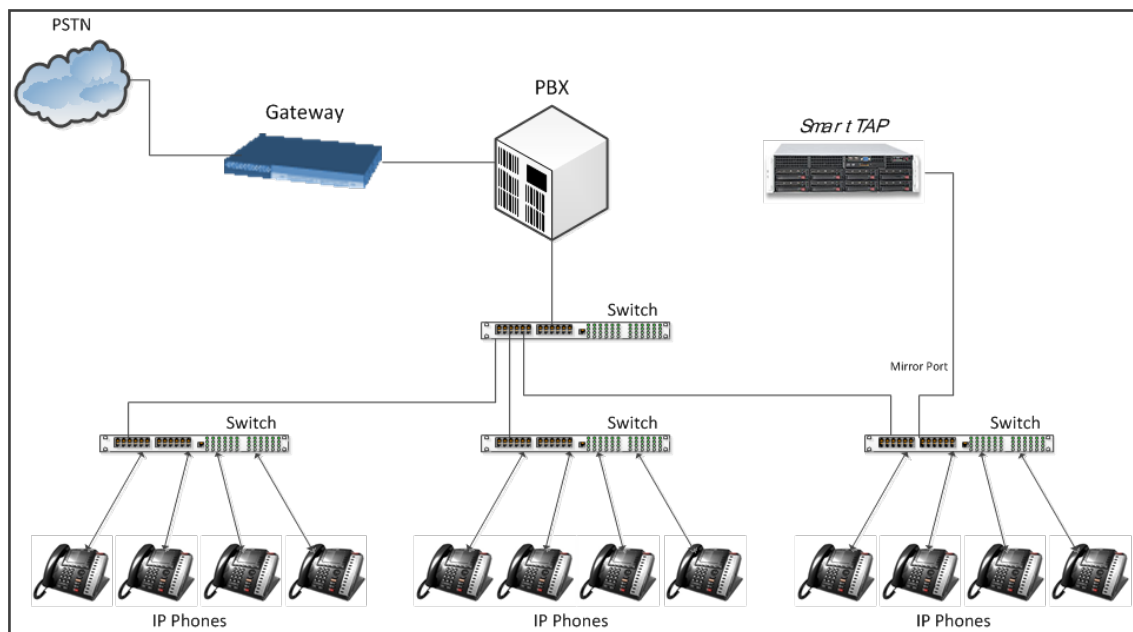 PSTN
Gateway
PBX
Smart TAP
Switch
Mirror Port
Switch
Switch
Switch
IP Phones
IP Phones
IP Phones